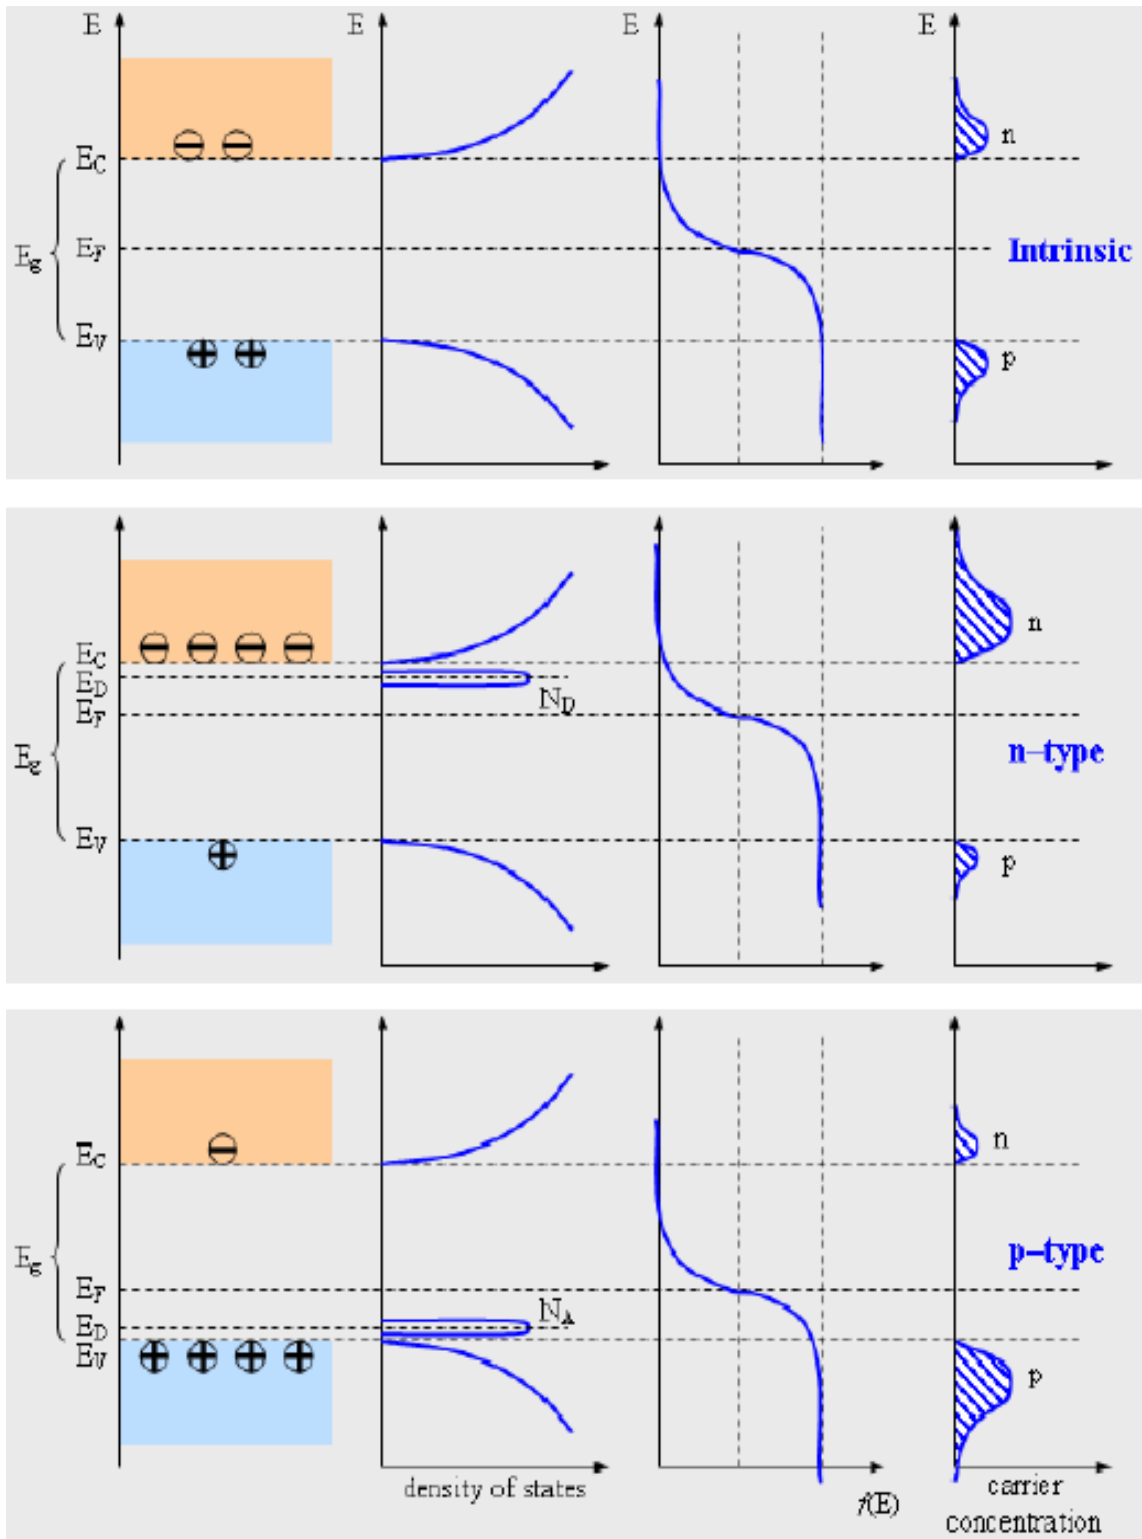 E E E E
n
E_C
E_F
E_g Intrinsic
E_V
p
n
E_C
E_D
N_D
E_F
E_g n-type
E_V
p
n
E_C
E_g p-type
E_F
N_A
E_D
E_V
p
density of states
f(E)
carrier
concentration